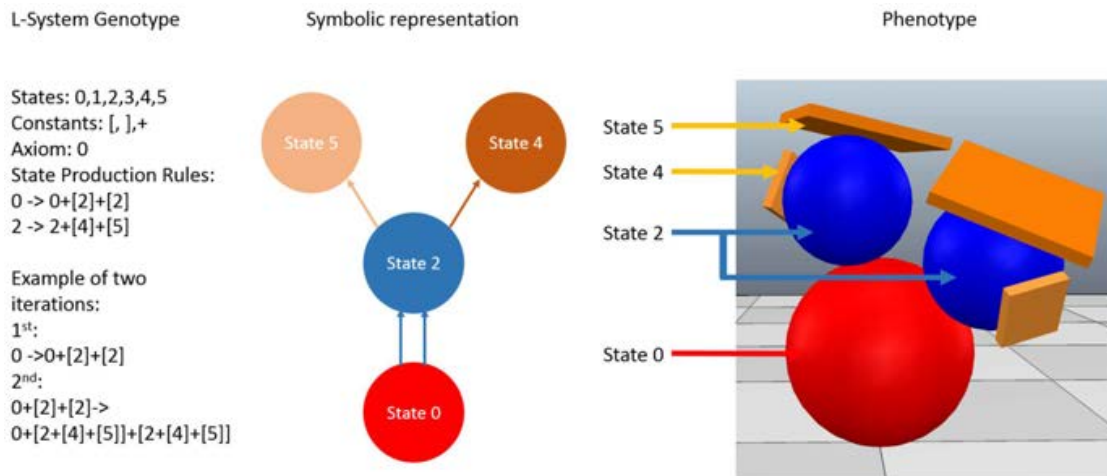 L-System Genotype
Symbolic representation
Phenotype
States: 0,1,2,3,4,5
Constants: [, ],+
Axiom: 0
State Production Rules:
0 -> 0+[2]+[2]
2 -> 2+[4]+[5]
Example of two
iterations:
1st:
0 ->0+[2]+[2]
2nd:
0+[2]+[2]->
0+[2+[4]+[5]]+[2+[4]+[5]]
State 5
State 4
State 2
State 0
State 5
State 4
State 2
State 0